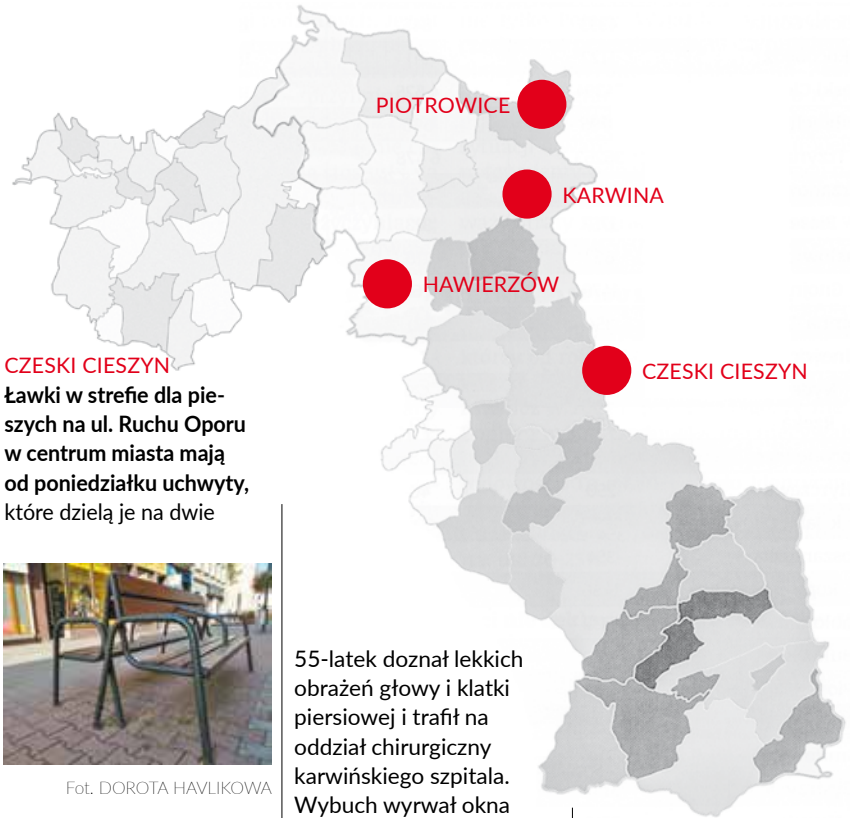 PIOTROWICE
KARWINA
HAWIERZÓW
CZESKI CIESZYN
CZESKI CIESZYN
Ławki w strefie dla pie-
szych na ul. Ruchu Oporu
w centrum miasta mają
od poniedziałku uchwyty,
które dzielą je na dwie
Fot. DOROTA HAVLIKOWA
55-latek doznał lekkich
obrażeń głowy i klatki
piersiowej i trafił na
oddział chirurgiczny
karwińskiego szpitala.
Wybuch wyrwał okna